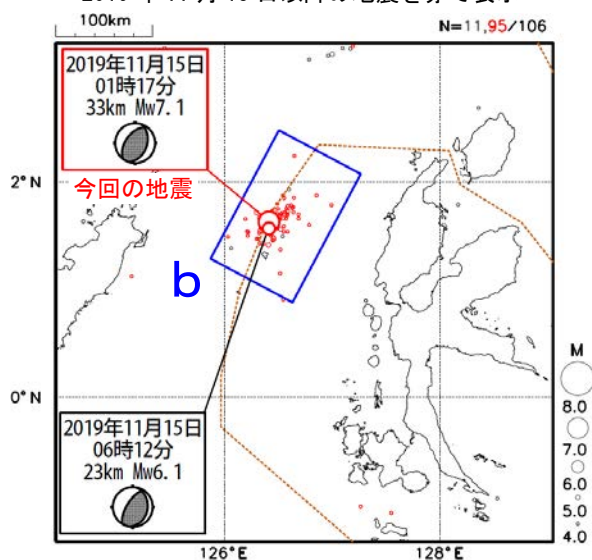 100km
N=11,95/106
2019年11月15日
01時17分
33km Mw7.1
今回の地震
2°N
b
0°N
2019年11月15日
06時12分
23km Mw6.1
126°E
128°E
M
8.0
7.0
6.0
5.0
4.0